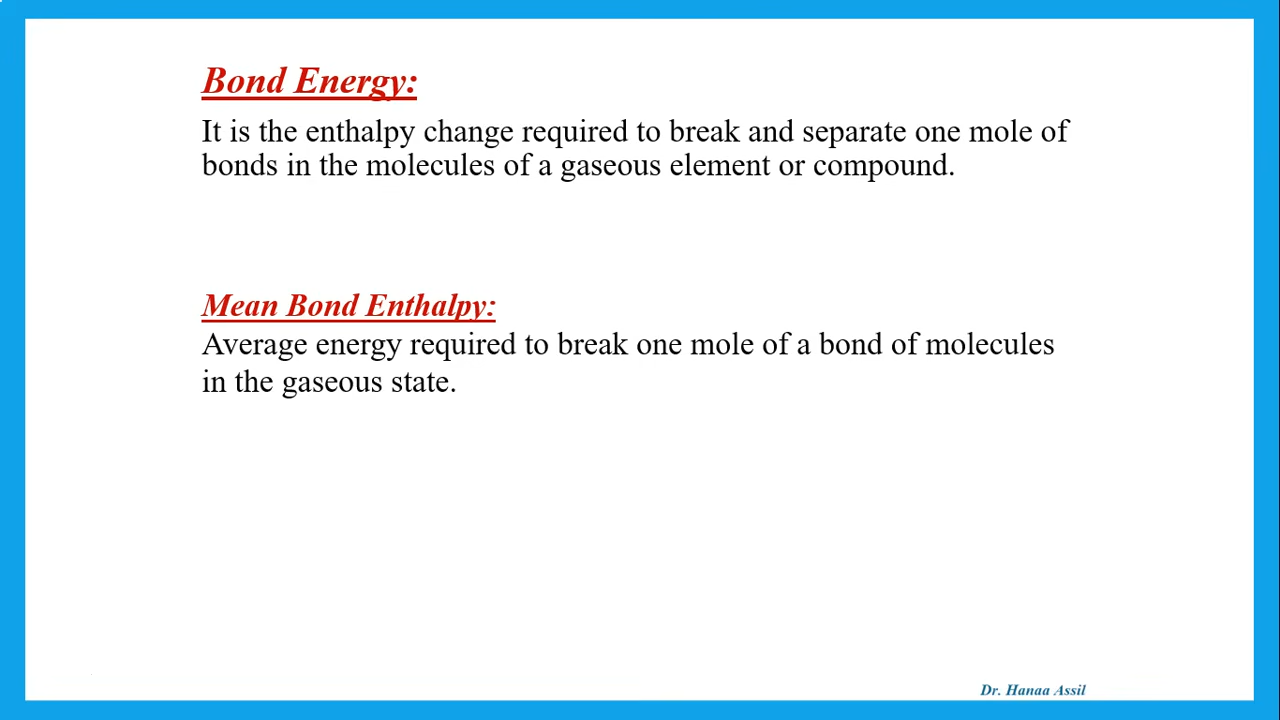 Bond Energy:
It is the enthalpy change required to break and separate one mole of
bonds in the molecules of a gaseous element or compound.
Mean Bond Enthalpy:
Average energy required to break one mole of a bond of molecules
in the gaseous state.
Dr. Hanaa Assil